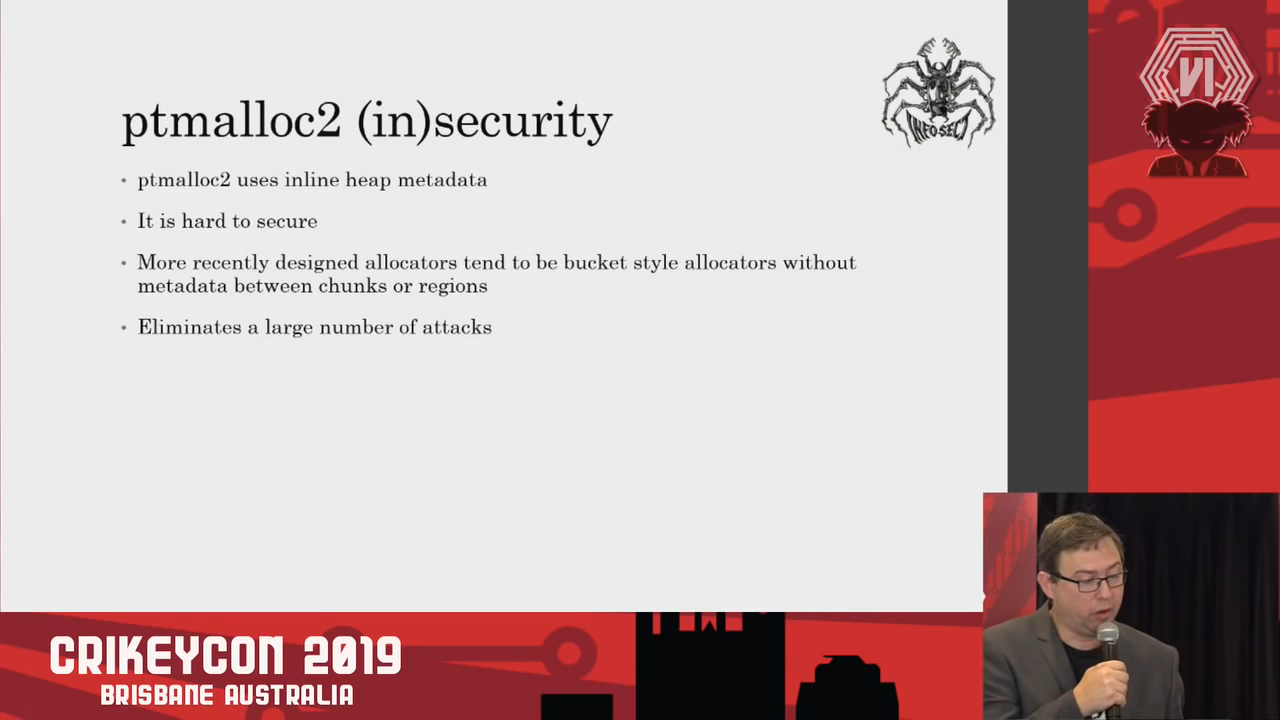 ptmalloc2 (in)security
• ptmalloc2 uses inline heap metadata
• It is hard to secure
• More recently designed allocators tend to be bucket style allocators without
metadata between chunks or regions
• Eliminates a large number of attacks
INFOSECT
VI
CRIKEYCON 2019
BRISBANE AUSTRALIA